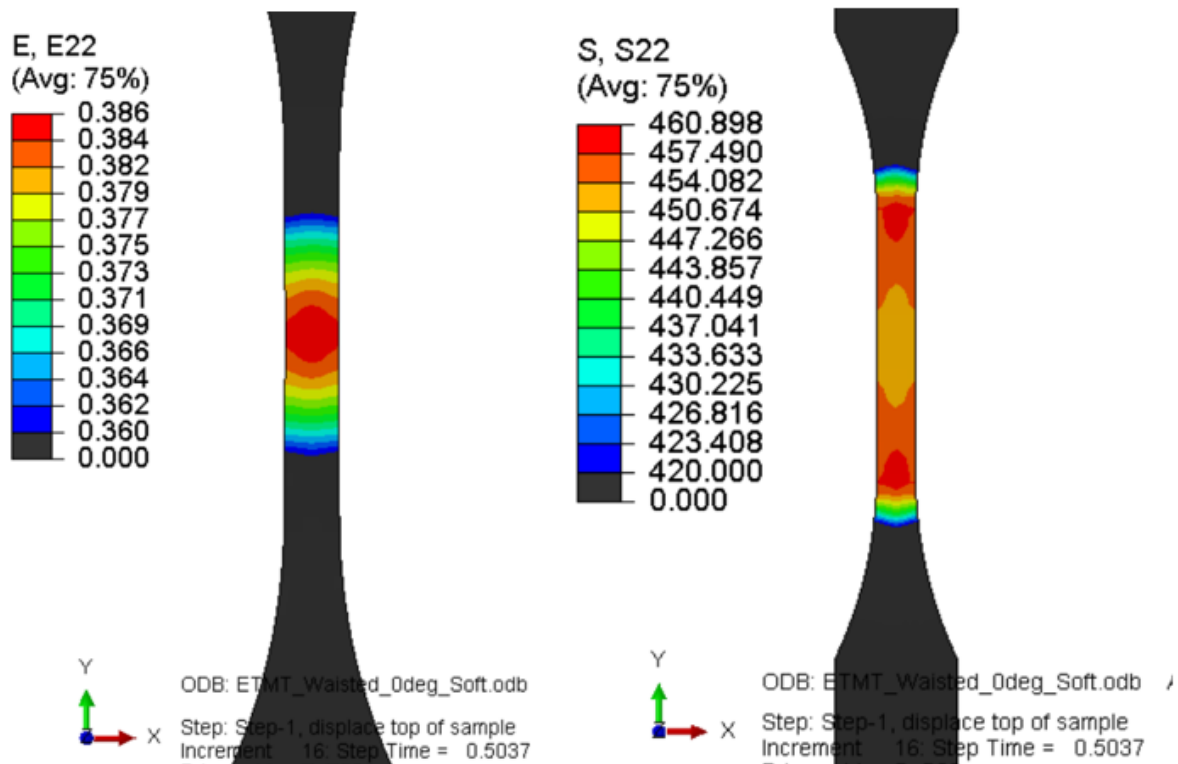 E, E22
(Avg: 75%)
0.386
0.384
0.382
0.379
0.377
0.375
0.373
0.371
0.369
0.366
0.364
0.362
0.360
0.000
Y
X
ODB: ETMT_Waisted_0deg_Soft.odb
Step: Step-1, displace top of sample
Increment 16: Step Time = 0.5037
S, S22
(Avg: 75%)
460.898
457.490
454.082
450.674
447.266
443.857
440.449
437.041
433.633
430.225
426.816
423.408
420.000
0.000
Y
X
ODB: ETMT_Waisted_0deg_Soft.odb
Step: Step-1, displace top of sample
Increment 16: Step Time = 0.5037